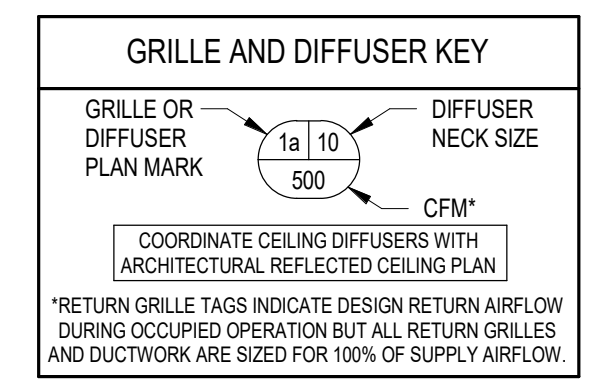 GRILLE AND DIFFUSER KEY
GRILLE OR
DIFFUSER
PLAN MARK
1a 10
500
DIFFUSER
NECK SIZE
CFM*
COORDINATE CEILING DIFFUSERS WITH
ARCHITECTURAL REFLECTED CEILING PLAN
*RETURN GRILLE TAGS INDICATE DESIGN RETURN AIRFLOW
DURING OCCUPIED OPERATION BUT ALL RETURN GRILLES
AND DUCTWORK ARE SIZED FOR 100% OF SUPPLY AIRFLOW.